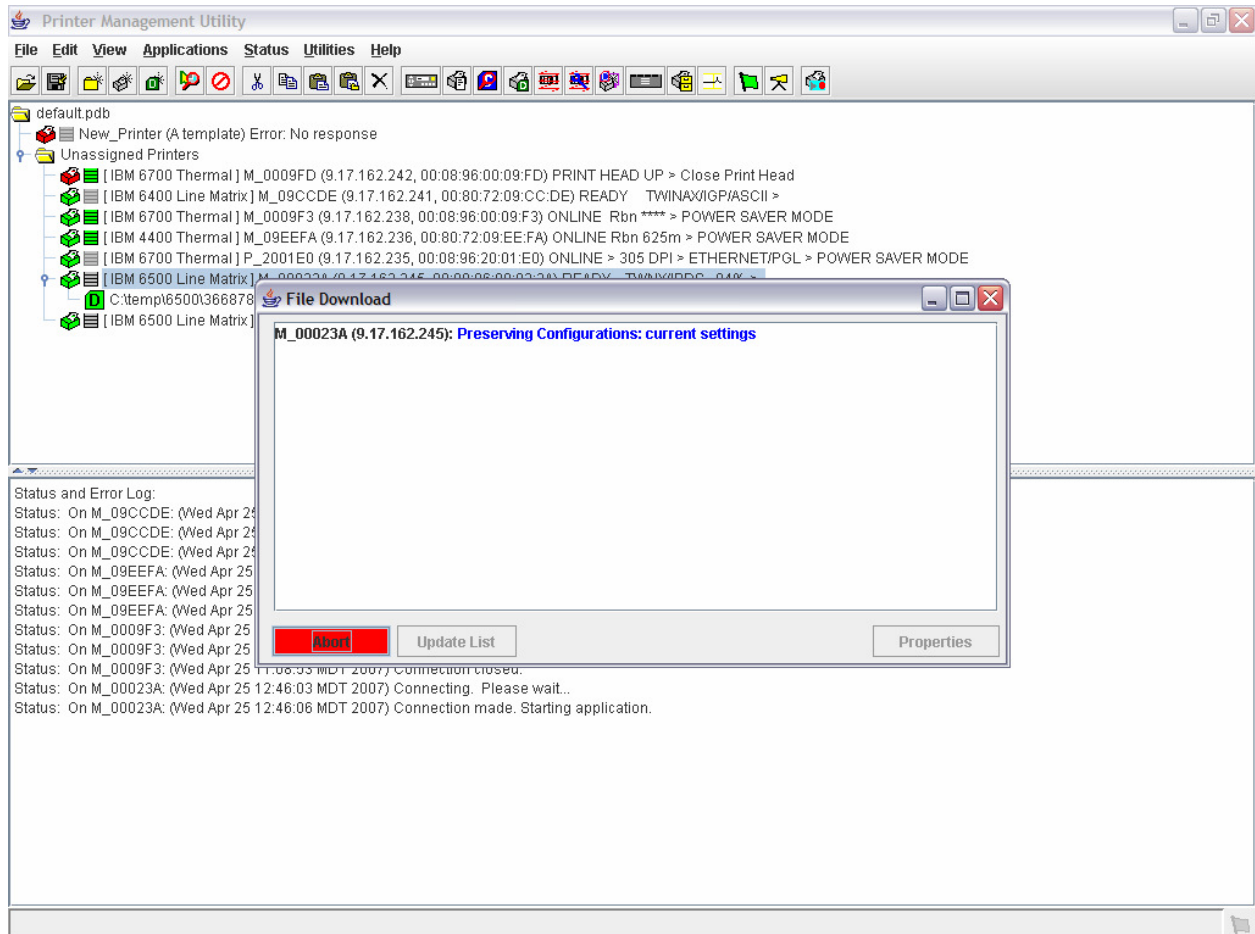 Printer Management Utility
File Edit View Applications Status Utilities Help
default.pdb
New_Printer (A template) Error: No response
Unassigned Printers
[ IBM 6700 Thermal ] M_0009FD (9.17.162.242, 00:08:96:00:09:FD) PRINT HEAD UP > Close Print Head
[ IBM 6400 Line Matrix ] M_09CCDE (9.17.162.241, 00:80:72:09:CC:DE) READY TWINAX/IGP/ASCII >
[ IBM 6700 Thermal ] M_0009F3 (9.17.162.238, 00:08:96:00:09:F3) ONLINE Rbn **** > POWER SAVER MODE
[ IBM 4400 Thermal ] M_09EEFA (9.17.162.236, 00:80:72:09:EE:FA) ONLINE Rbn 625m > POWER SAVER MODE
[ IBM 6700 Thermal ] P_2001E0 (9.17.162.235, 00:08:96:20:01:E0) ONLINE > 305 DPI > ETHERNET/PGL > POWER SAVER MODE
[ IBM 6500 Line Matrix ] M_00023A (9.17.162.245,
D C:\temp\6500\366878
[ IBM 6500 Line Matrix ]
File Download
M_00023A (9.17.162.245): Preserving Configurations: current settings
Abort Update List Properties
Status and Error Log:
Status: On M_09CCDE: (Wed Apr 25
Status: On M_09CCDE: (Wed Apr 25
Status: On M_09CCDE: (Wed Apr 25
Status: On M_09EEFA: (Wed Apr 25
Status: On M_09EEFA: (Wed Apr 25
Status: On M_09EEFA: (Wed Apr 25
Status: On M_0009F3: (Wed Apr 25
Status: On M_0009F3: (Wed Apr 25
Status: On M_0009F3: (Wed Apr 25 11:08:53 MDT 2007) Connection closed.
Status: On M_00023A: (Wed Apr 25 12:46:03 MDT 2007) Connecting. Please wait...
Status: On M_00023A: (Wed Apr 25 12:46:06 MDT 2007) Connection made. Starting application.